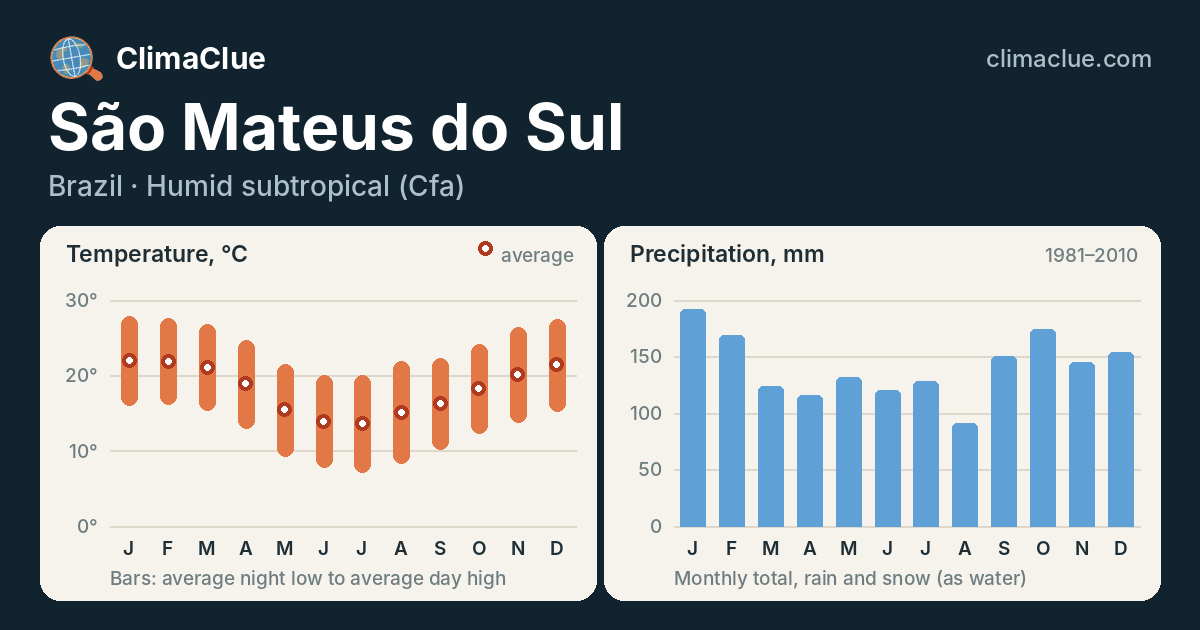 ClimaClue
climaclue.com
São Mateus do Sul
Brazil · Humid subtropical (Cfa)
Temperature, °C
average
30°
20°
10°
0°
J F M A M J J A S O N D
Bars: average night low to average day high
Precipitation, mm
1981–2010
200
150
100
50
0
J F M A M J J A S O N D
Monthly total, rain and snow (as water)